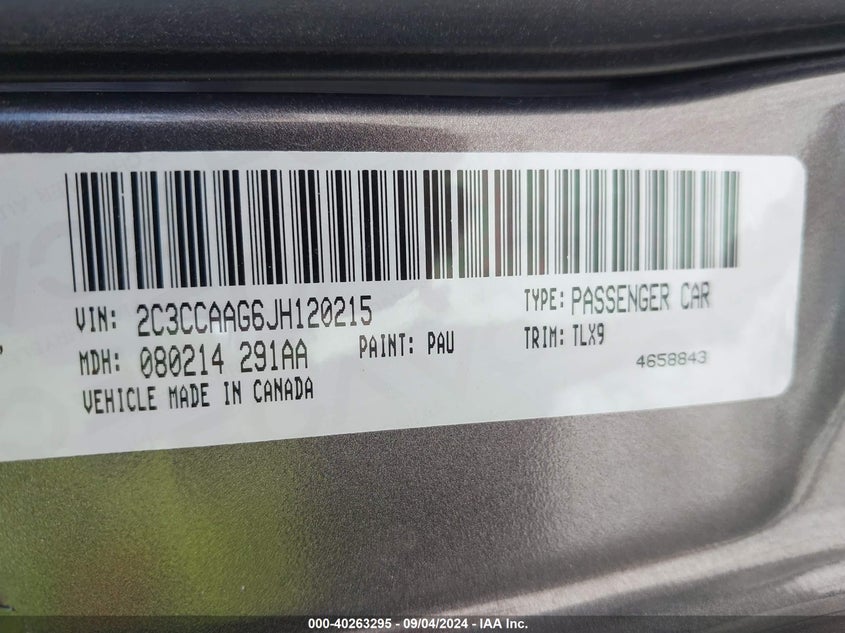 VIN: 2C3CCAAG6JH120215 TYPE: PASSENGER CAR
MDH: 080214 291AA PAINT: PAU TRIM: TLX9
4658843
VEHICLE MADE IN CANADA
000-40263295 - 09/04/2024 - IAA Inc.